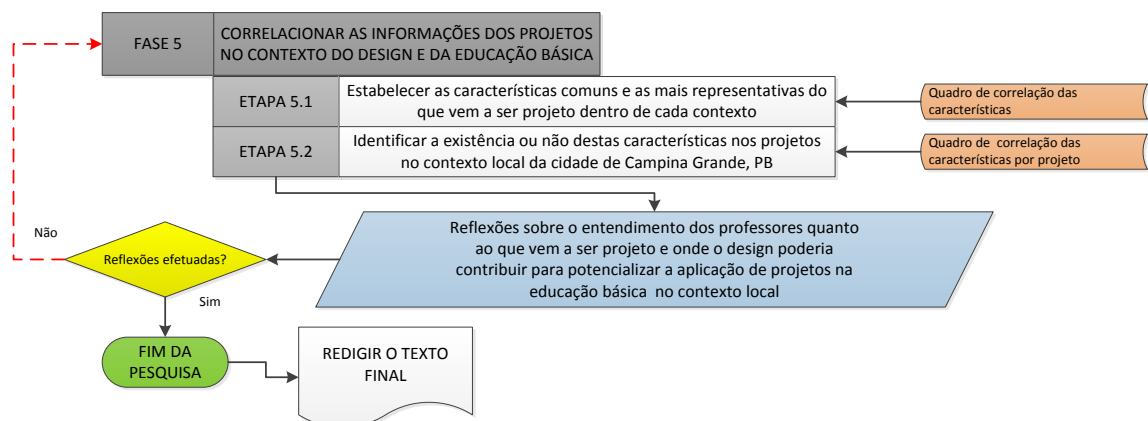 FASE 5
CORRELACIONAR AS INFORMAÇÕES DOS PROJETOS
NO CONTEXTO DO DESIGN E DA EDUCAÇÃO BÁSICA
ETAPA 5.1
Estabelecer as características comuns e as mais representativas do
que vem a ser projeto dentro de cada contexto
Quadro de correlação das
características
ETAPA 5.2
Identificar a existência ou não destas características nos projetos
no contexto local da cidade de Campina Grande, PB
Quadro de correlação das
características por projeto
Reflexões sobre o entendimento dos professores quanto
ao que vem a ser projeto e onde o design poderia
contribuir para potencializar a aplicação de projetos na
educação básica no contexto local
Não
Reflexões efetuadas?
Sim
FIM DA
PESQUISA
REDIGIR O TEXTO
FINAL